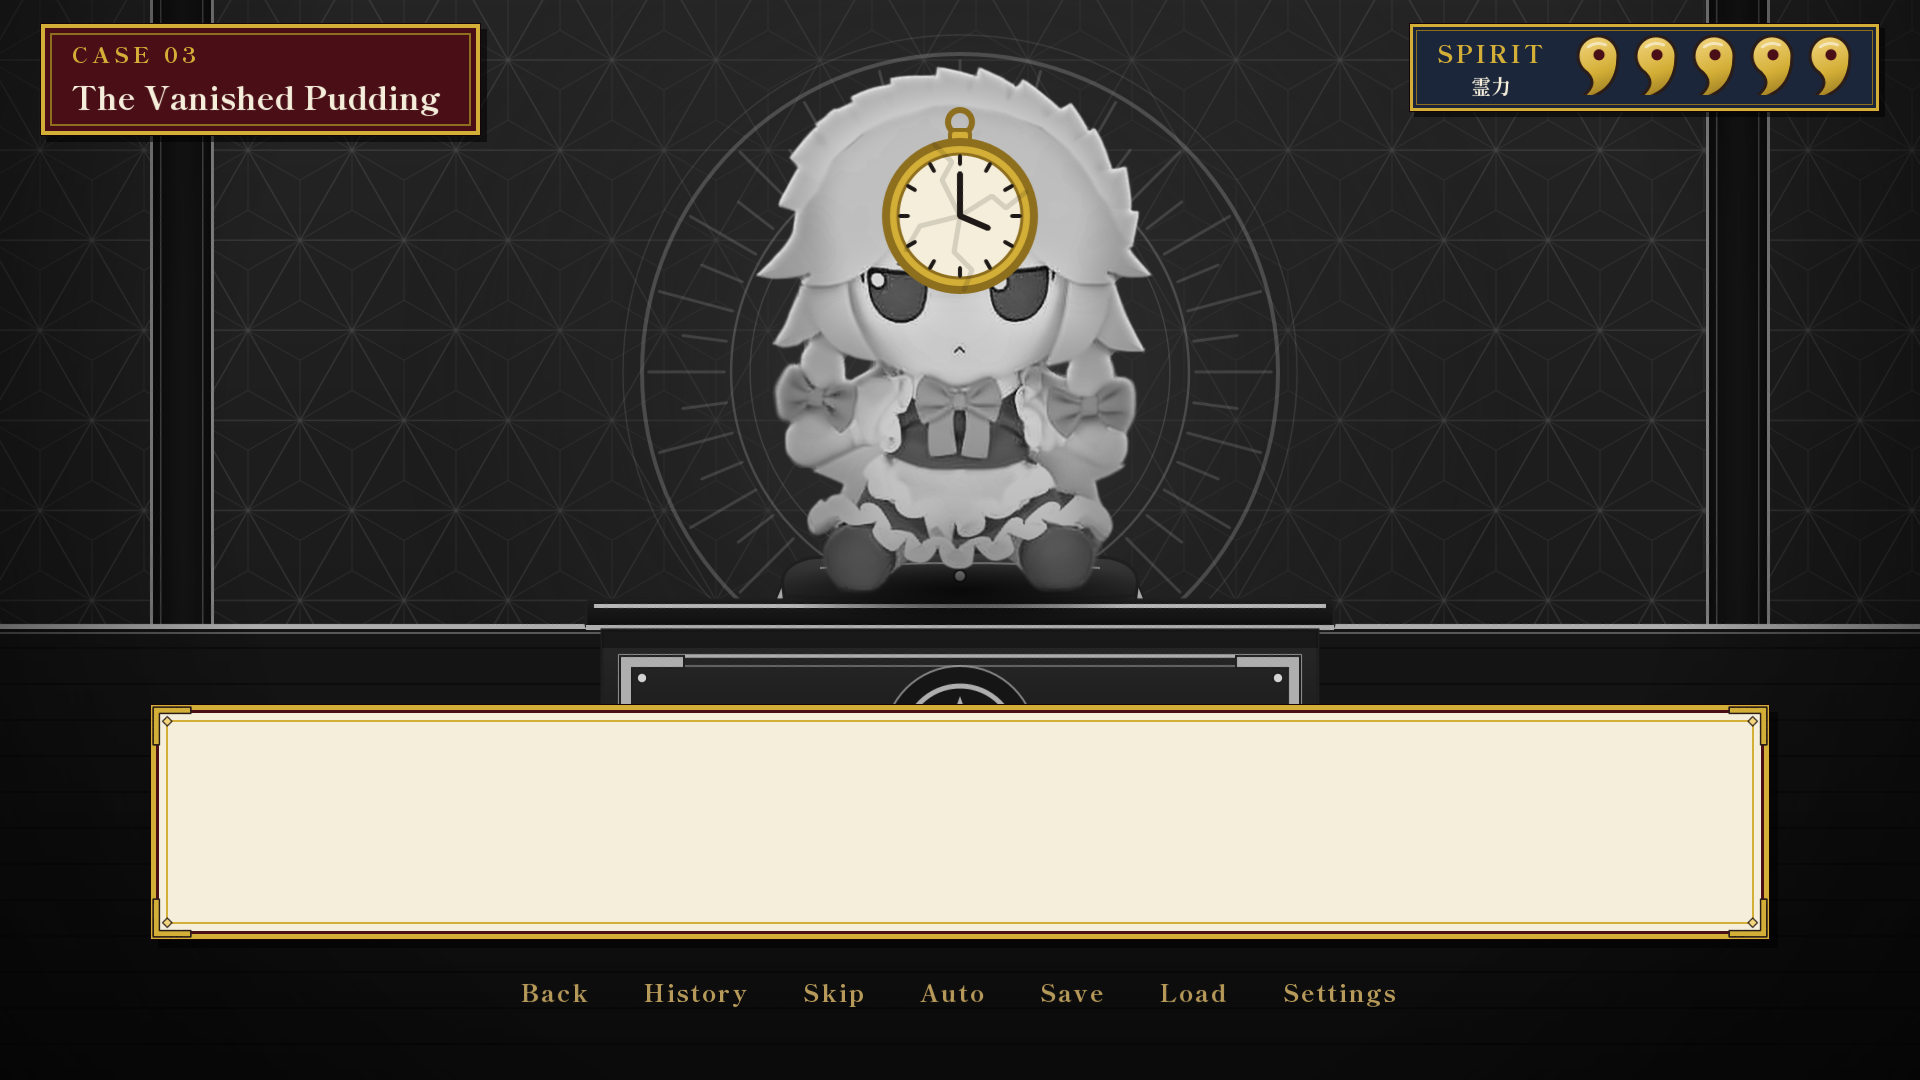 CASE 03
The Vanished Pudding
SPIRIT
霊力
Back
History
Skip
Auto
Save
Load
Settings